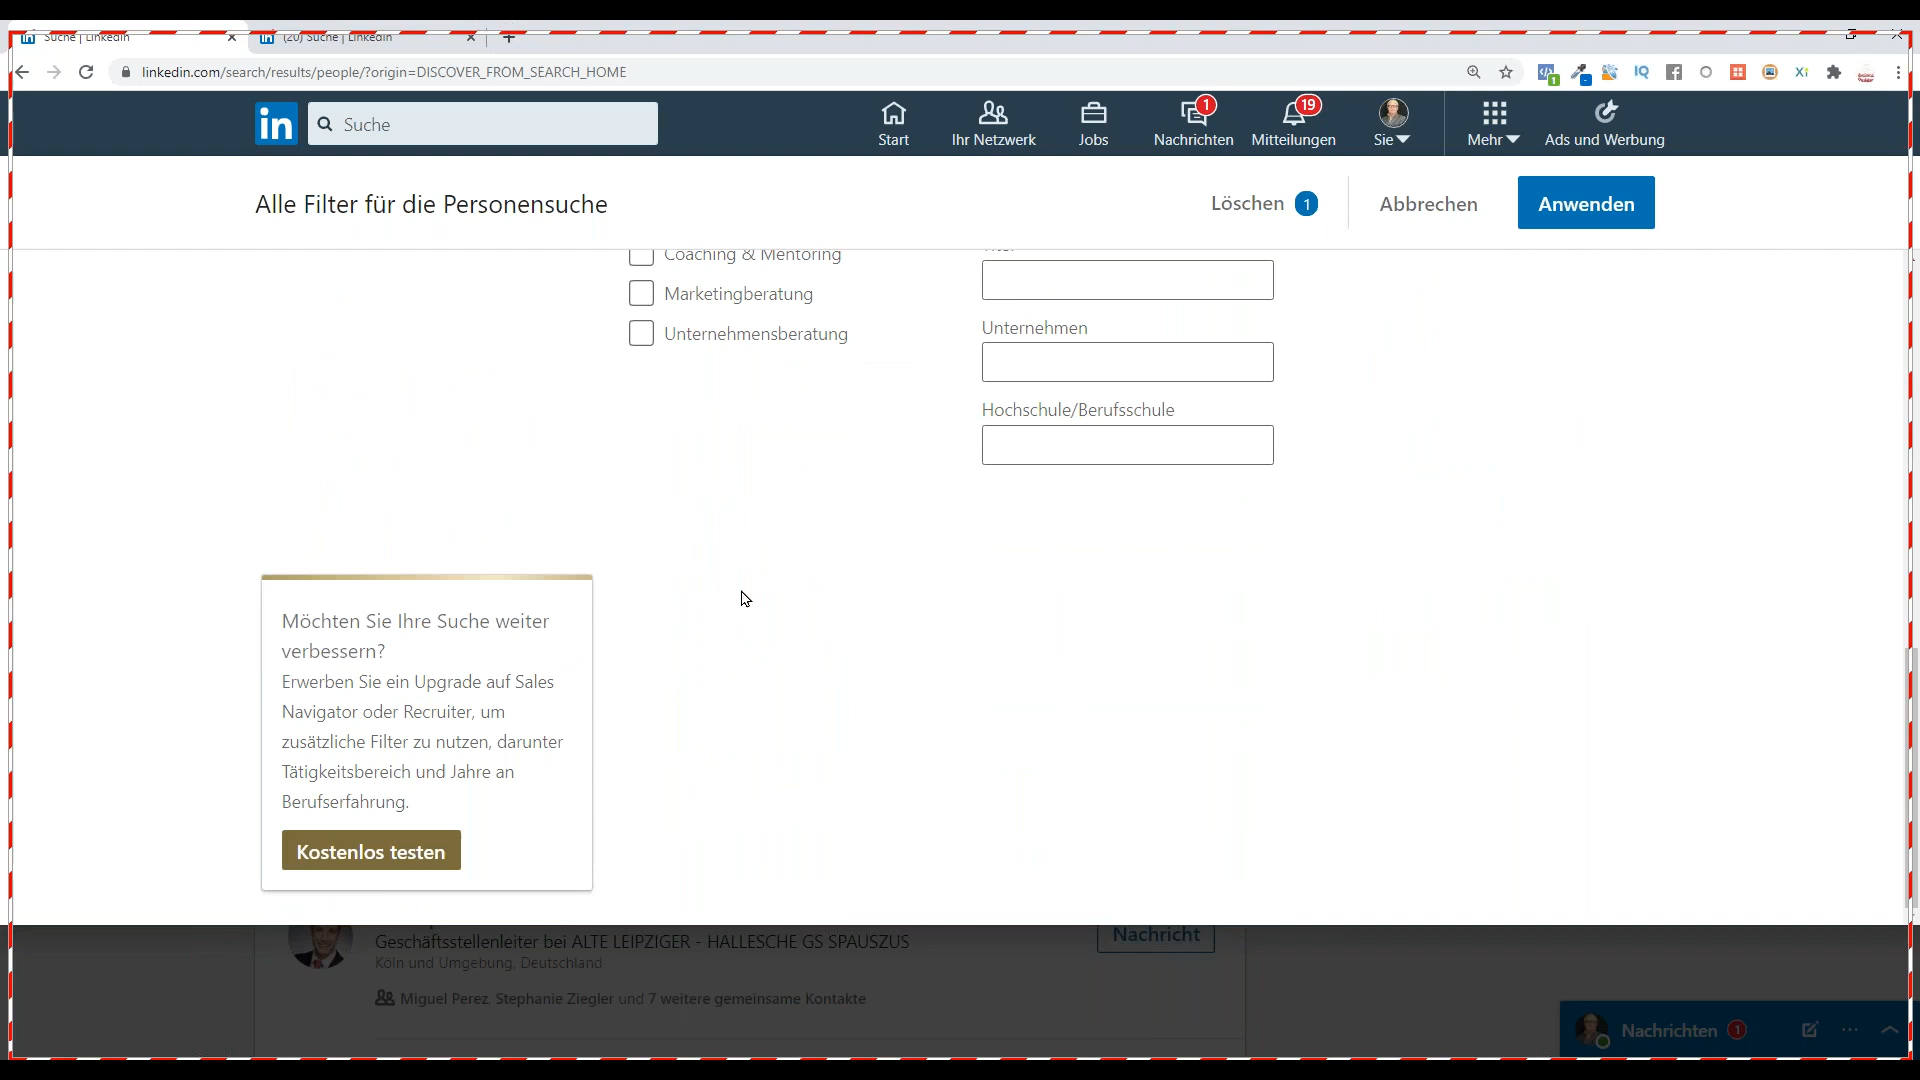 Suche | LinkedIn
(20) Suche | LinkedIn
linkedin.com/search/results/people/?origin=DISCOVER_FROM_SEARCH_HOME
in Suche
Start
Ihr Netzwerk
Jobs
1
Nachrichten
19
Mitteilungen
Sie
Mehr
Ads und Werbung
Alle Filter für die Personensuche
Löschen 1
Abbrechen
Anwenden
Coaching & Mentoring
Marketingberatung
Unternehmensberatung
Unternehmen
Hochschule/Berufsschule
Möchten Sie Ihre Suche weiter
verbessern?
Erwerben Sie ein Upgrade auf Sales
Navigator oder Recruiter, um
zusätzliche Filter zu nutzen, darunter
Tätigkeitsbereich und Jahre an
Berufserfahrung.
Kostenlos testen
Geschäftsstellenleiter bei ALTE LEIPZIGER - HALLESCHE GS SPAUSZUS
Köln und Umgebung, Deutschland
Miguel Perez, Stephanie Ziegler und 7 weitere gemeinsame Kontakte
Nachricht
Nachrichten 1